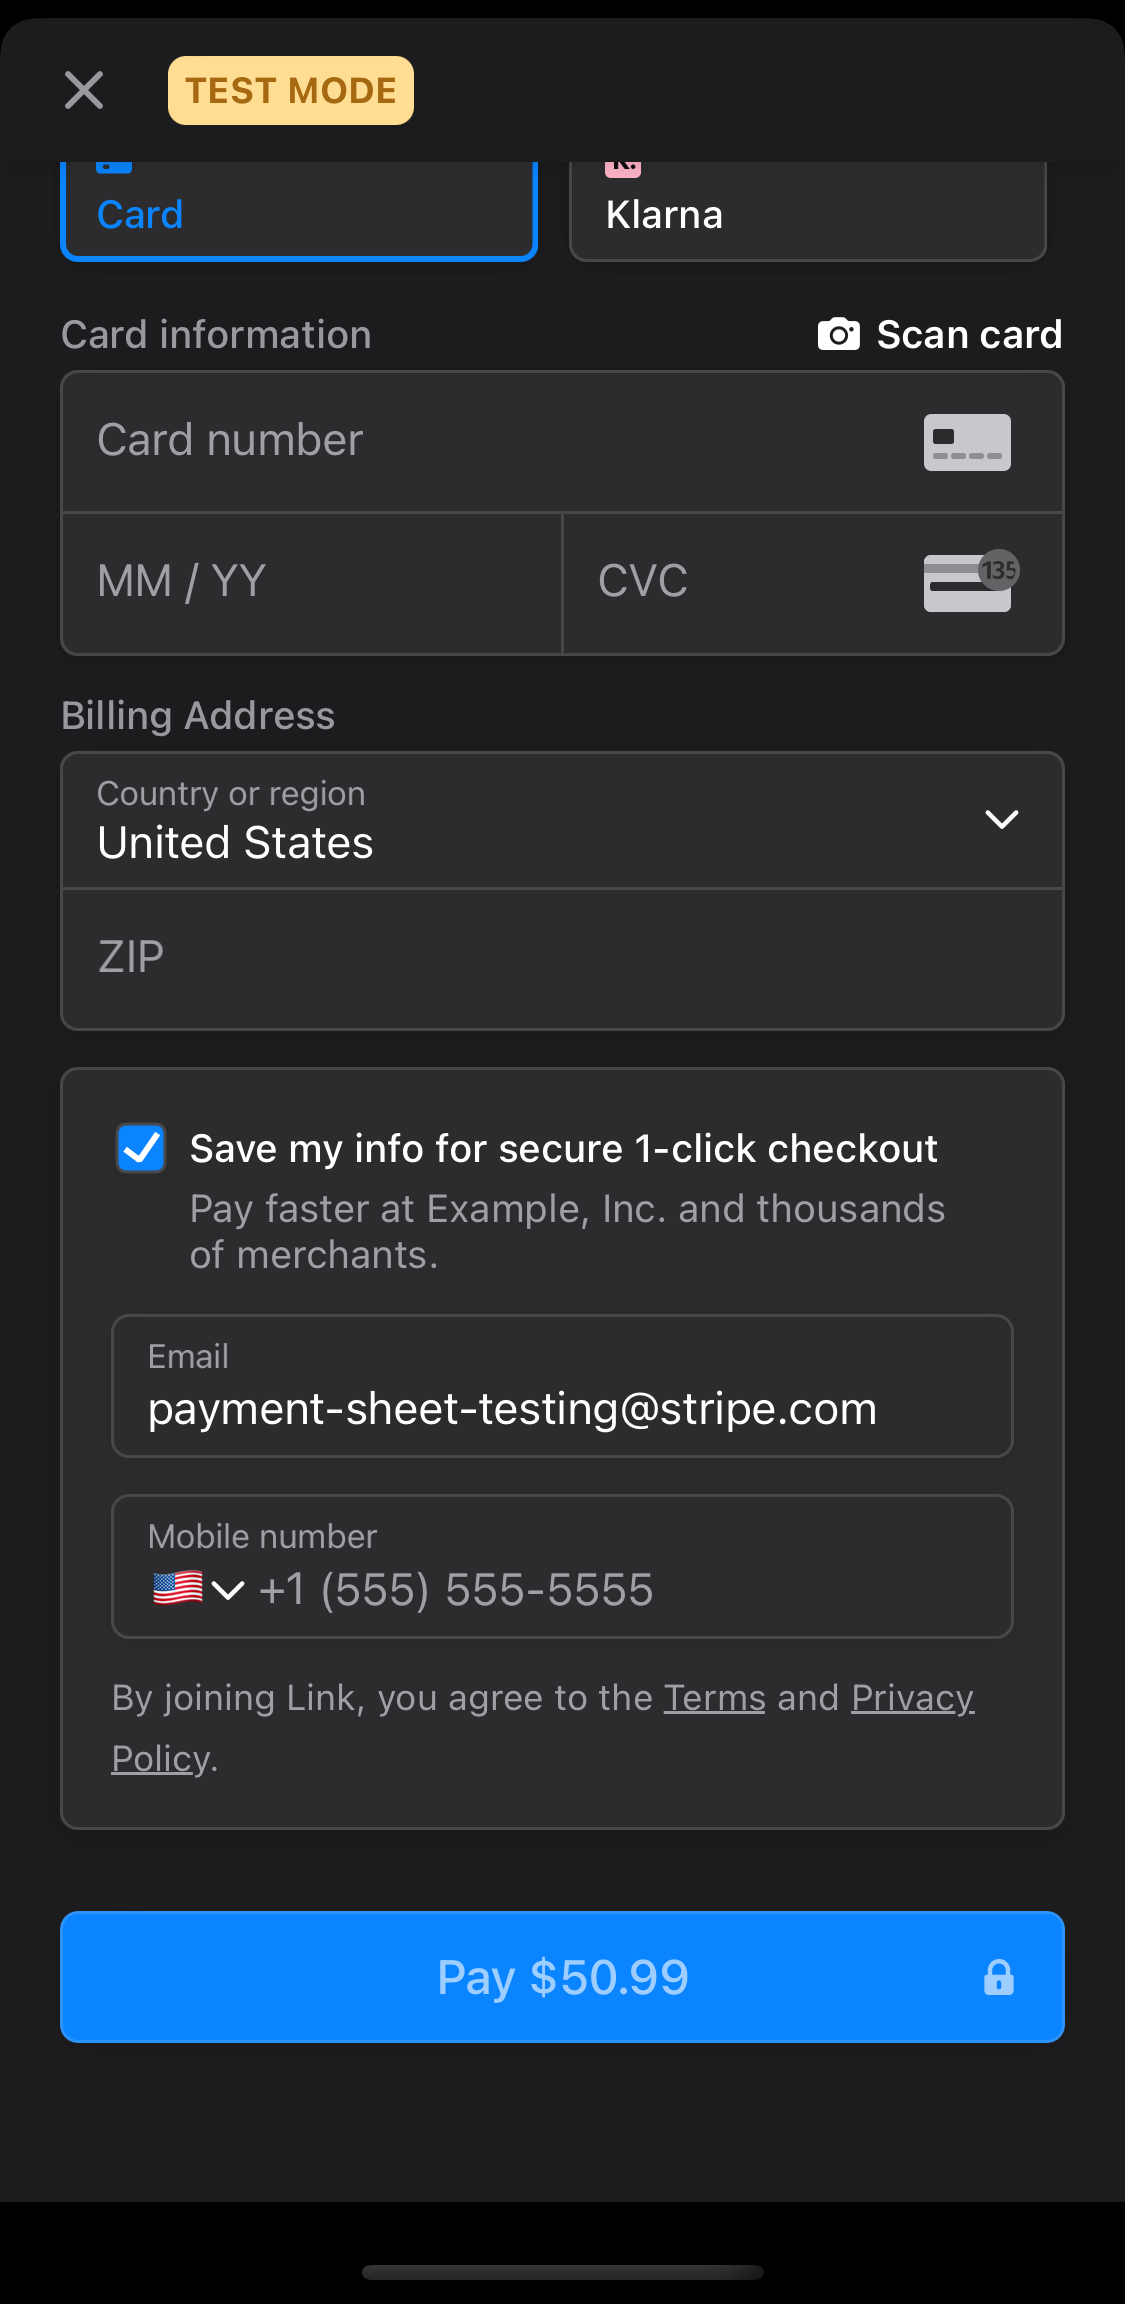 TEST MODE
K.
Card
Klarna
Card information
Scan card
Card number
MM / YY
CVC
135
Billing Address
Country or region
United States
ZIP
Save my info for secure 1-click checkout
Pay faster at Example, Inc. and thousands
of merchants.
Email
payment-sheet-testing@stripe.com
Mobile number
+1 (555) 555-5555
By joining Link, you agree to the Terms and Privacy
Policy.
Pay $50.99